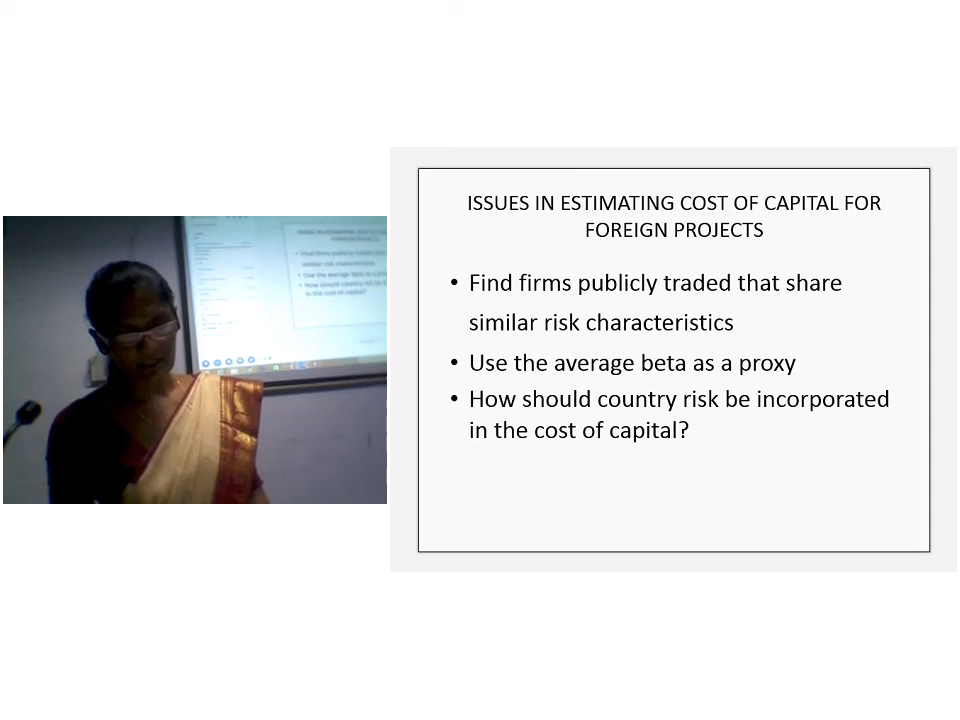 ISSUES IN ESTIMATING COST OF CAPITAL FOR
FOREIGN PROJECTS
• Find firms publicly traded that share
similar risk characteristics
• Use the average beta as a proxy
• How should country risk be incorporated
in the cost of capital?